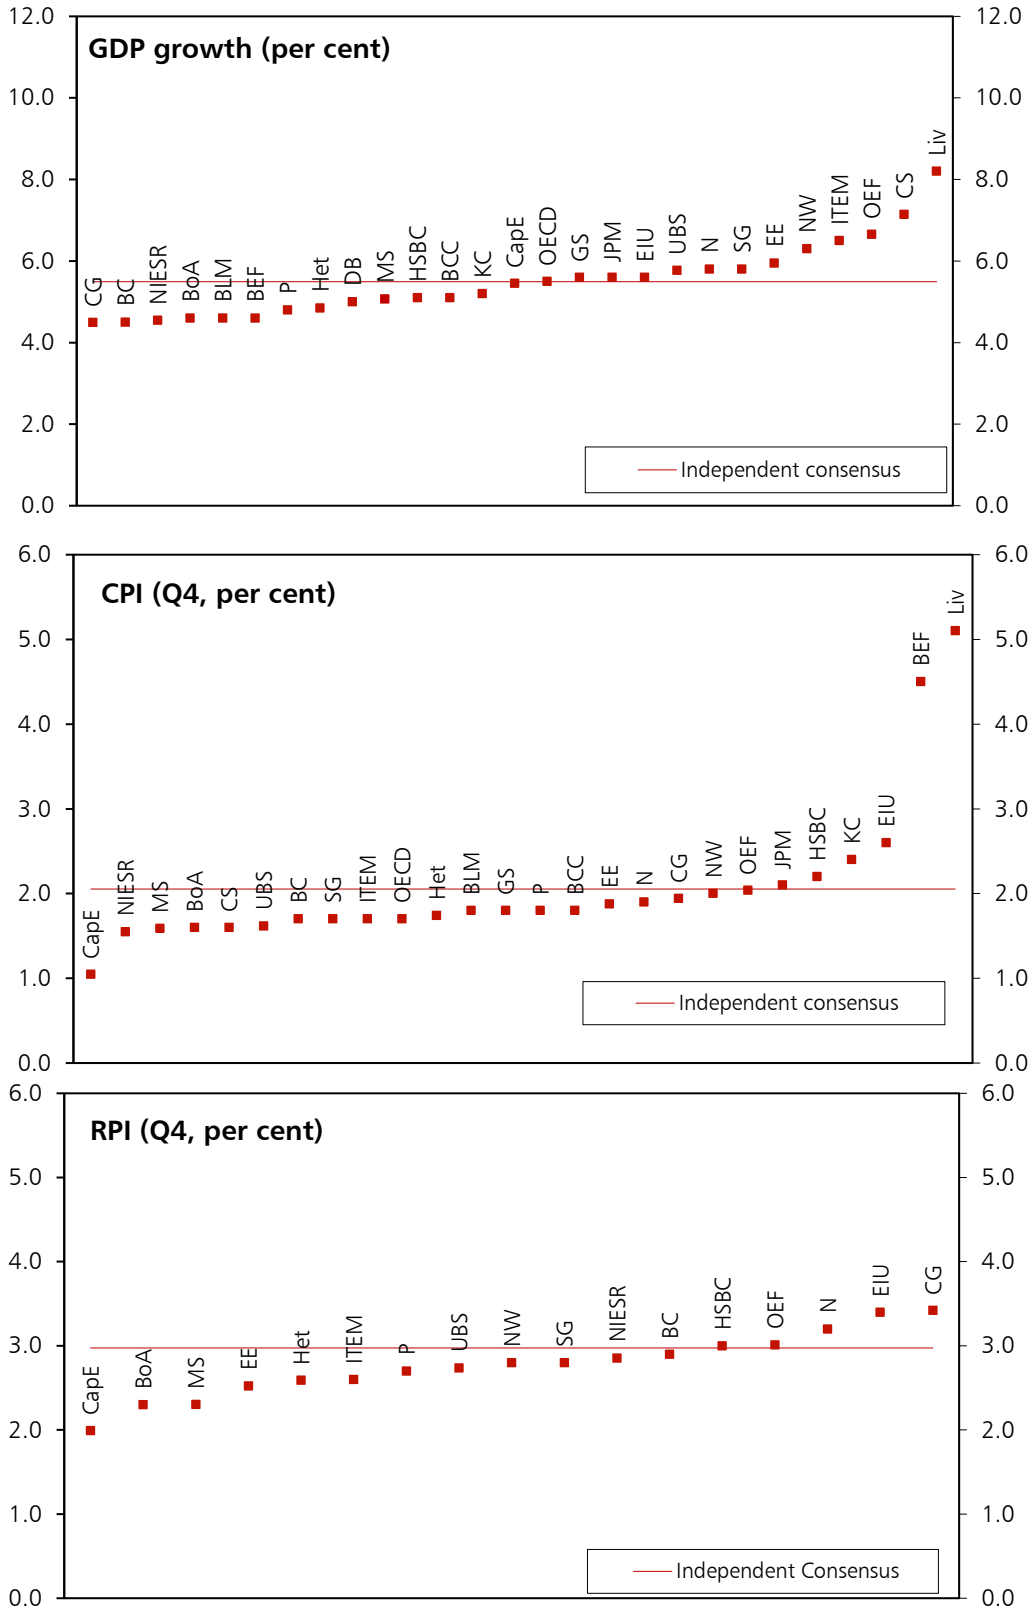 GDP growth (per cent)
12.0 12.0
10.0 10.0
8.0 8.0
6.0 6.0
4.0 4.0
2.0 2.0
0.0 0.0
CG BC NIESR BoA BLM BEF P Het DB MS HSBC BCC KC CapE OECD GS JPM EIU UBS N SG EE NW ITEM OEF CS Liv
Independent consensus
CPI (Q4, per cent)
6.0 6.0
5.0 5.0
4.0 4.0
3.0 3.0
2.0 2.0
1.0 1.0
0.0 0.0
CapE NIESR MS BoA CS UBS BC SG ITEM OECD Het BLM GS P BCC EE N CG NW OEF JPM HSBC KC EIU BEF Liv
Independent consensus
RPI (Q4, per cent)
6.0 6.0
5.0 5.0
4.0 4.0
3.0 3.0
2.0 2.0
1.0 1.0
0.0 0.0
CapE BoA MS EE Het ITEM P UBS NW SG NIESR BC HSBC OEF N EIU CG
Independent Consensus